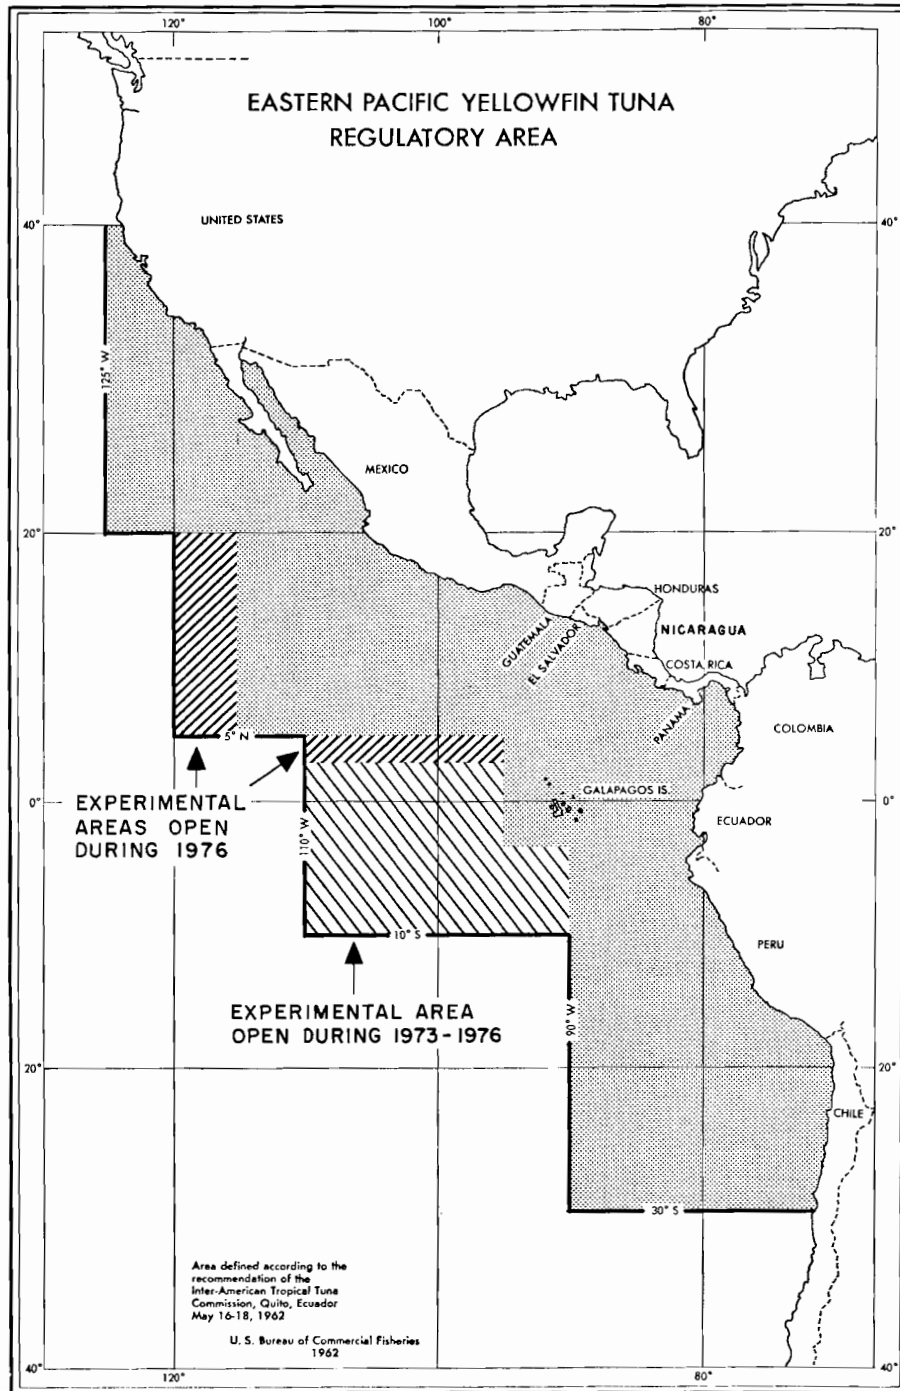 120°
100°
80°
EASTERN PACIFIC YELLOWFIN TUNA
REGULATORY AREA
UNITED STATES
40°
40°
125° W
MEXICO
20°
20°
HONDURAS
GUATEMALA
EL SALVADOR
NICARAGUA
COSTA RICA
PANAMA
COLOMBIA
5° N
GALAPAGOS IS.
EXPERIMENTAL
AREAS OPEN
DURING 1976
0°
0°
110° W
ECUADOR
10° S
PERU
EXPERIMENTAL AREA
OPEN DURING 1973-1976
90° W
20°
20°
CHILE
30° S
Area defined according to the
recommendation of the
Inter-American Tropical Tuna
Commission, Quito, Ecuador
May 16-18, 1962
U. S. Bureau of Commercial Fisheries
1962
40°
40°
120°
80°